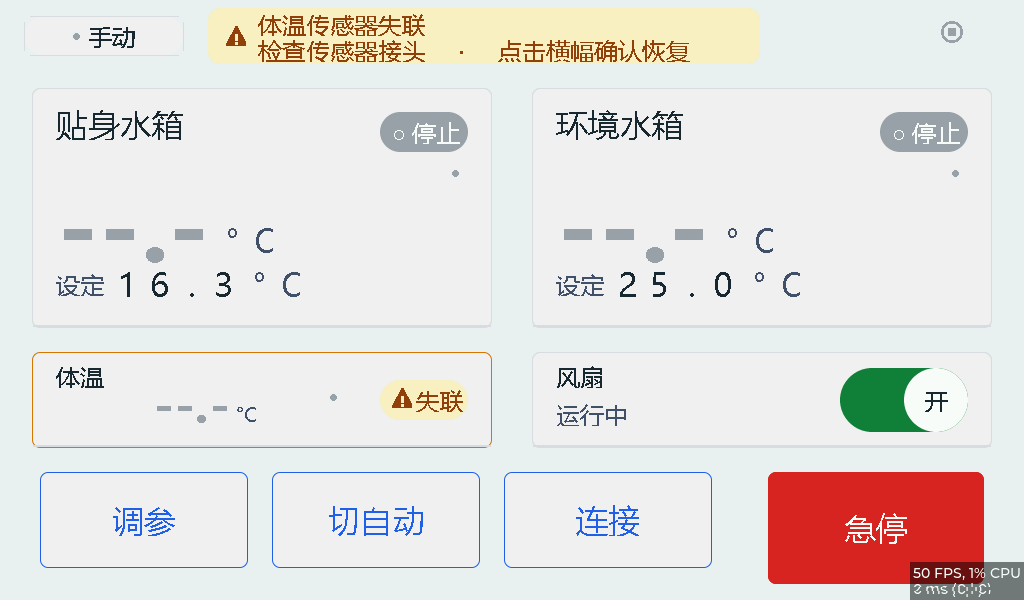 手动
体温传感器失联
检查传感器接头 · 点击横幅确认恢复
贴身水箱
停止
--.- °C
设定 16.3 °C
环境水箱
停止
--.- °C
设定 25.0 °C
体温
--.- °C
失联
风扇
运行中
开
调参
切自动
连接
急停
50 FPS, 1% CPU